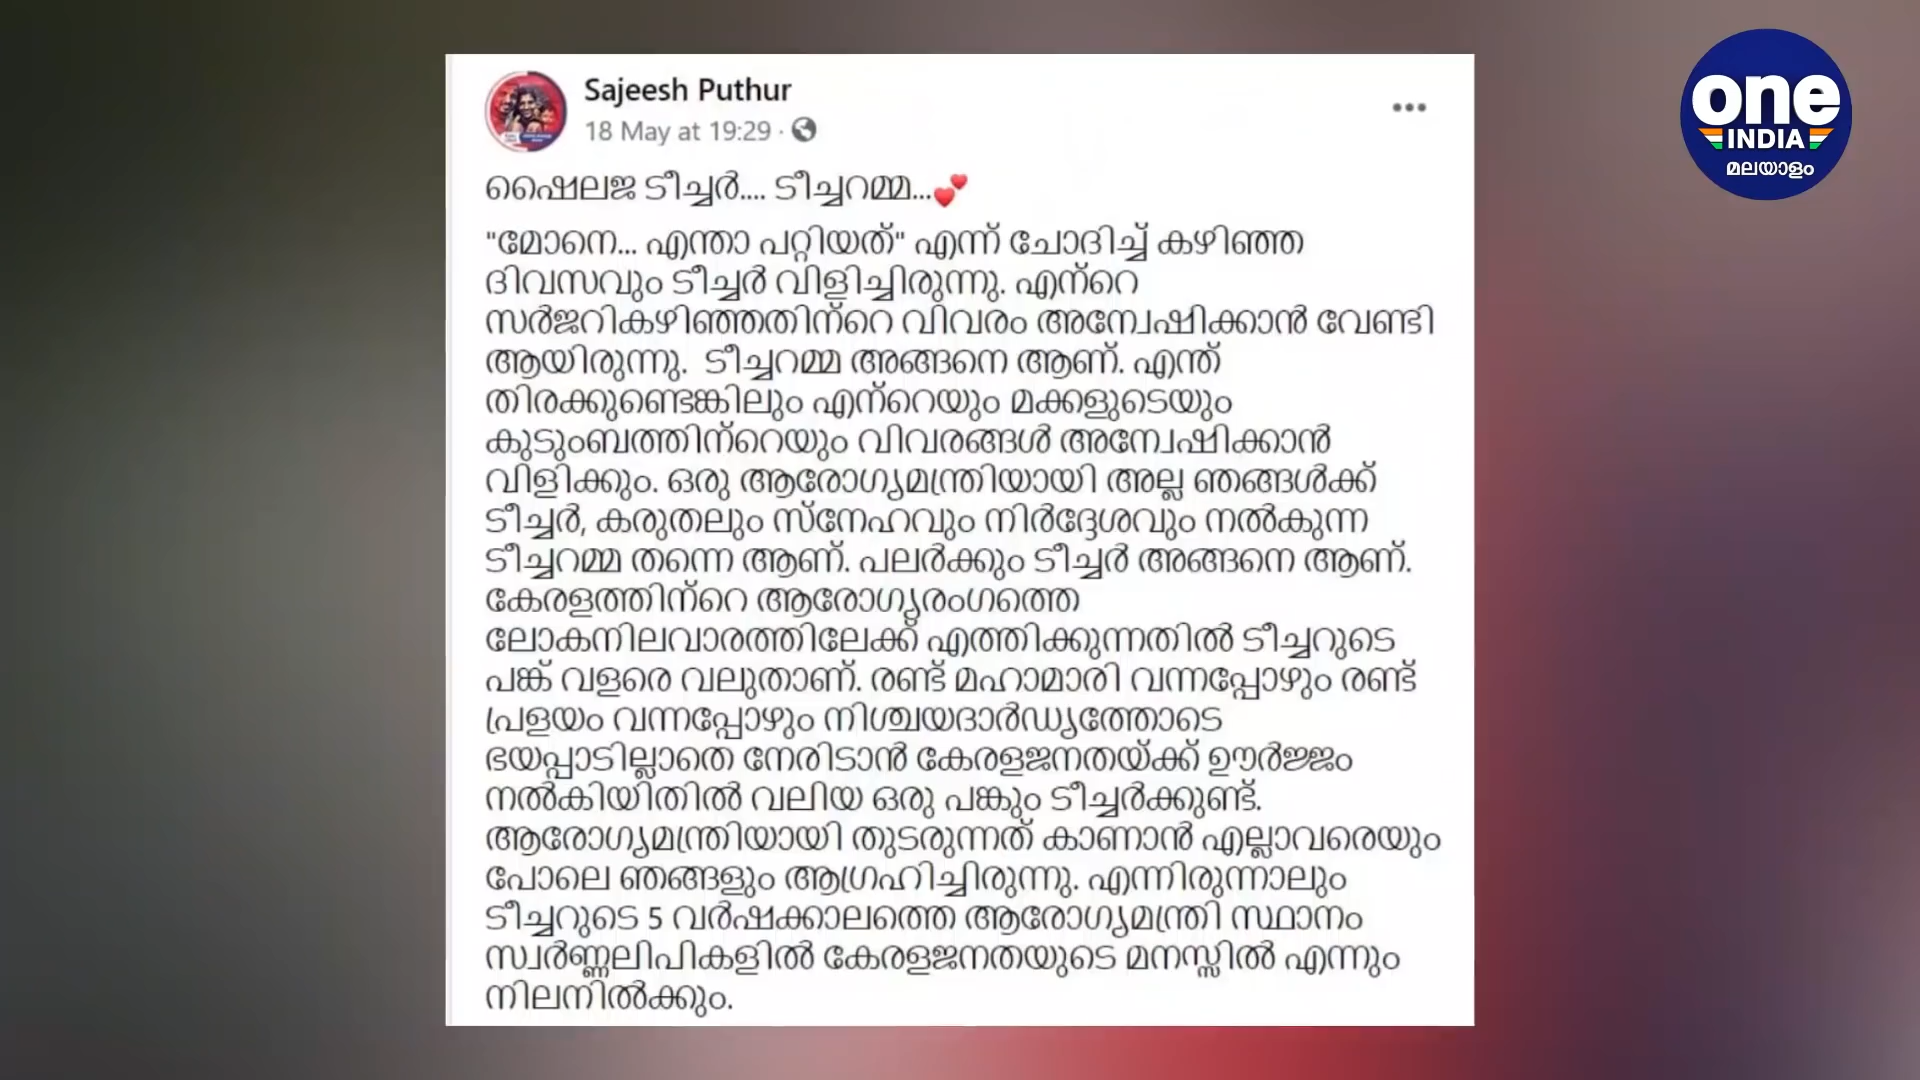 Sajeesh Puthur
18 May at 19:29 ·
ഷൈലജ ടീച്ചർ.... ടീച്ചറമ്മ...💕
"മോനെ... എന്താ പറ്റിയത്" എന്ന് ചോദിച്ച് കഴിഞ്ഞ
ദിവസവും ടീച്ചർ വിളിച്ചിരുന്നു. എന്റെ
സർജറികഴിഞ്ഞതിന്റെ വിവരം അന്വേഷിക്കാൻ വേണ്ടി
ആയിരുന്നു.  ടീച്ചറമ്മ അങ്ങനെ ആണ്. എന്ത്
തിരക്കുണ്ടെങ്കിലും എന്റെയും മക്കളുടെയും
കുടുംബത്തിന്റെയും വിവരങ്ങൾ അന്വേഷിക്കാൻ
വിളിക്കും. ഒരു ആരോഗ്യമന്ത്രിയായി അല്ല ഞങ്ങൾക്ക്
ടീച്ചർ, കരുതലും സ്നേഹവും നിർദ്ദേശവും നൽകുന്ന
ടീച്ചറമ്മ തന്നെ ആണ്. പലർക്കും ടീച്ചർ അങ്ങനെ ആണ്.
കേരളത്തിന്റെ ആരോഗ്യരംഗത്തെ
ലോകനിലവാരത്തിലേക്ക് എത്തിക്കുന്നതിൽ ടീച്ചറുടെ
പങ്ക് വളരെ വലുതാണ്. രണ്ട് മഹാമാരി വന്നപ്പോഴും രണ്ട്
പ്രളയം വന്നപ്പോഴും നിശ്ചയദാർഡ്യത്തോടെ
ഭയപ്പാടില്ലാതെ നേരിടാൻ കേരളജനതയ്ക്ക് ഊർജ്ജം
നൽകിയിതിൽ വലിയ ഒരു പങ്കും ടീച്ചർക്കുണ്ട്.
ആരോഗ്യമന്ത്രിയായി തുടരുന്നത് കാണാൻ എല്ലാവരെയും
പോലെ ഞങ്ങളും ആഗ്രഹിച്ചിരുന്നു. എന്നിരുന്നാലും
ടീച്ചറുടെ 5 വർഷക്കാലത്തെ ആരോഗ്യമന്ത്രി സ്ഥാനം
സ്വർണ്ണലിപികളിൽ കേരളജനതയുടെ മനസ്സിൽ എന്നും
നിലനിൽക്കും.
one
INDIA
മലയാളം